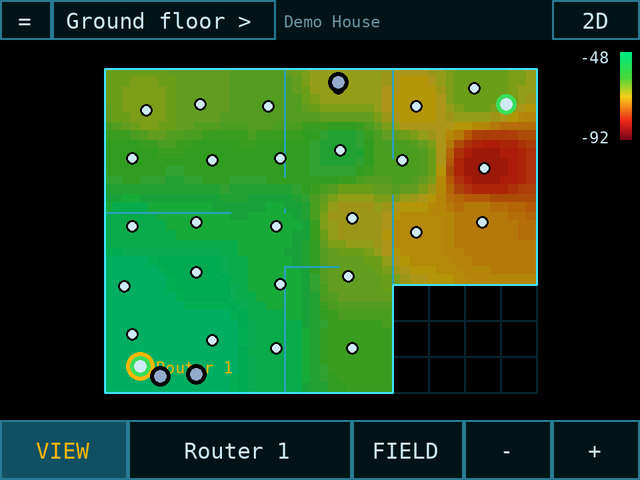 = Ground floor > Demo House 2D
-48
-92
Router 1
VIEW Router 1 FIELD - +